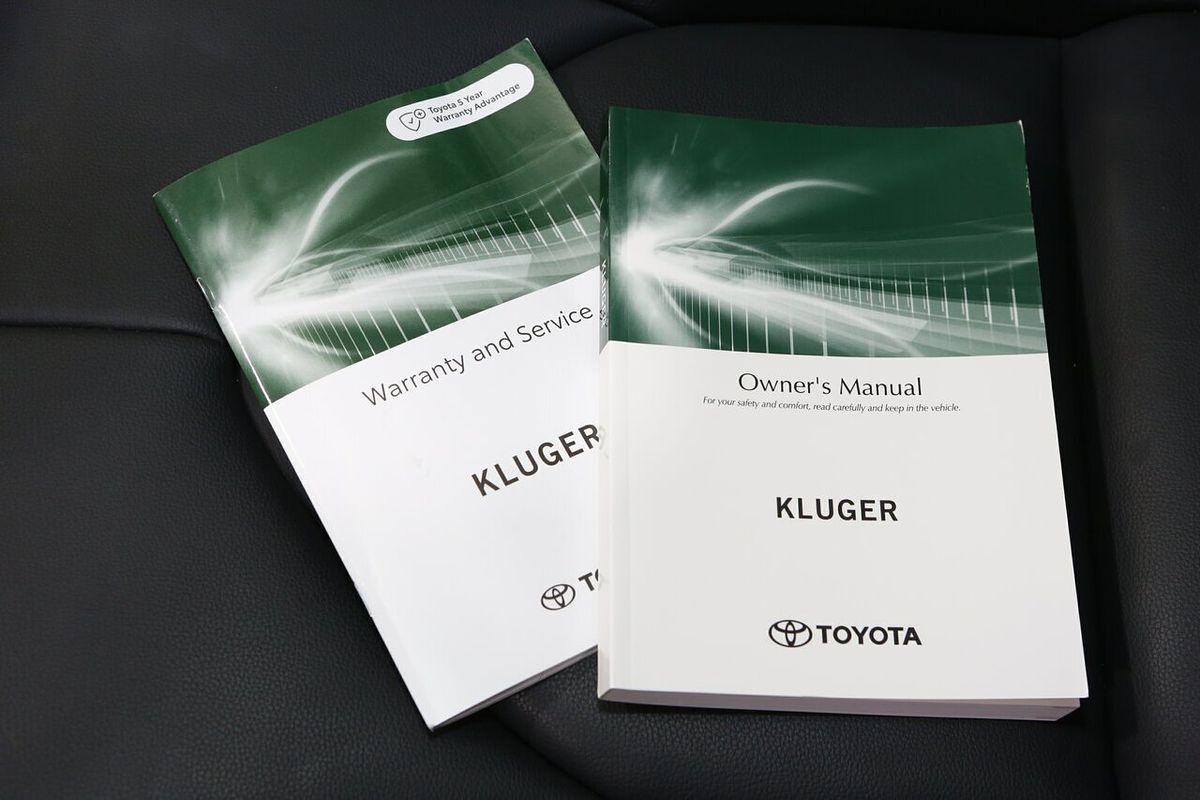 Toyota 5 Year
Warranty Advantage
Warranty and Service
KLUGER
Owner's Manual
For your safety and comfort, read carefully and keep in the vehicle.
KLUGER
TOYOTA